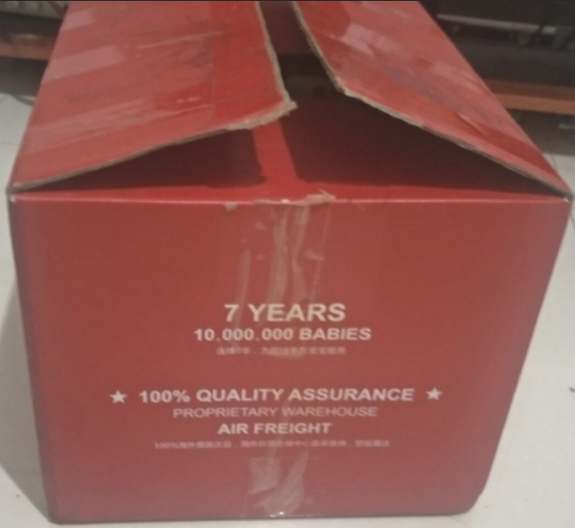 7 YEARS
10,000,000 BABIES
★ 100% QUALITY ASSURANCE ★
PROPRIETARY WAREHOUSE
AIR FREIGHT